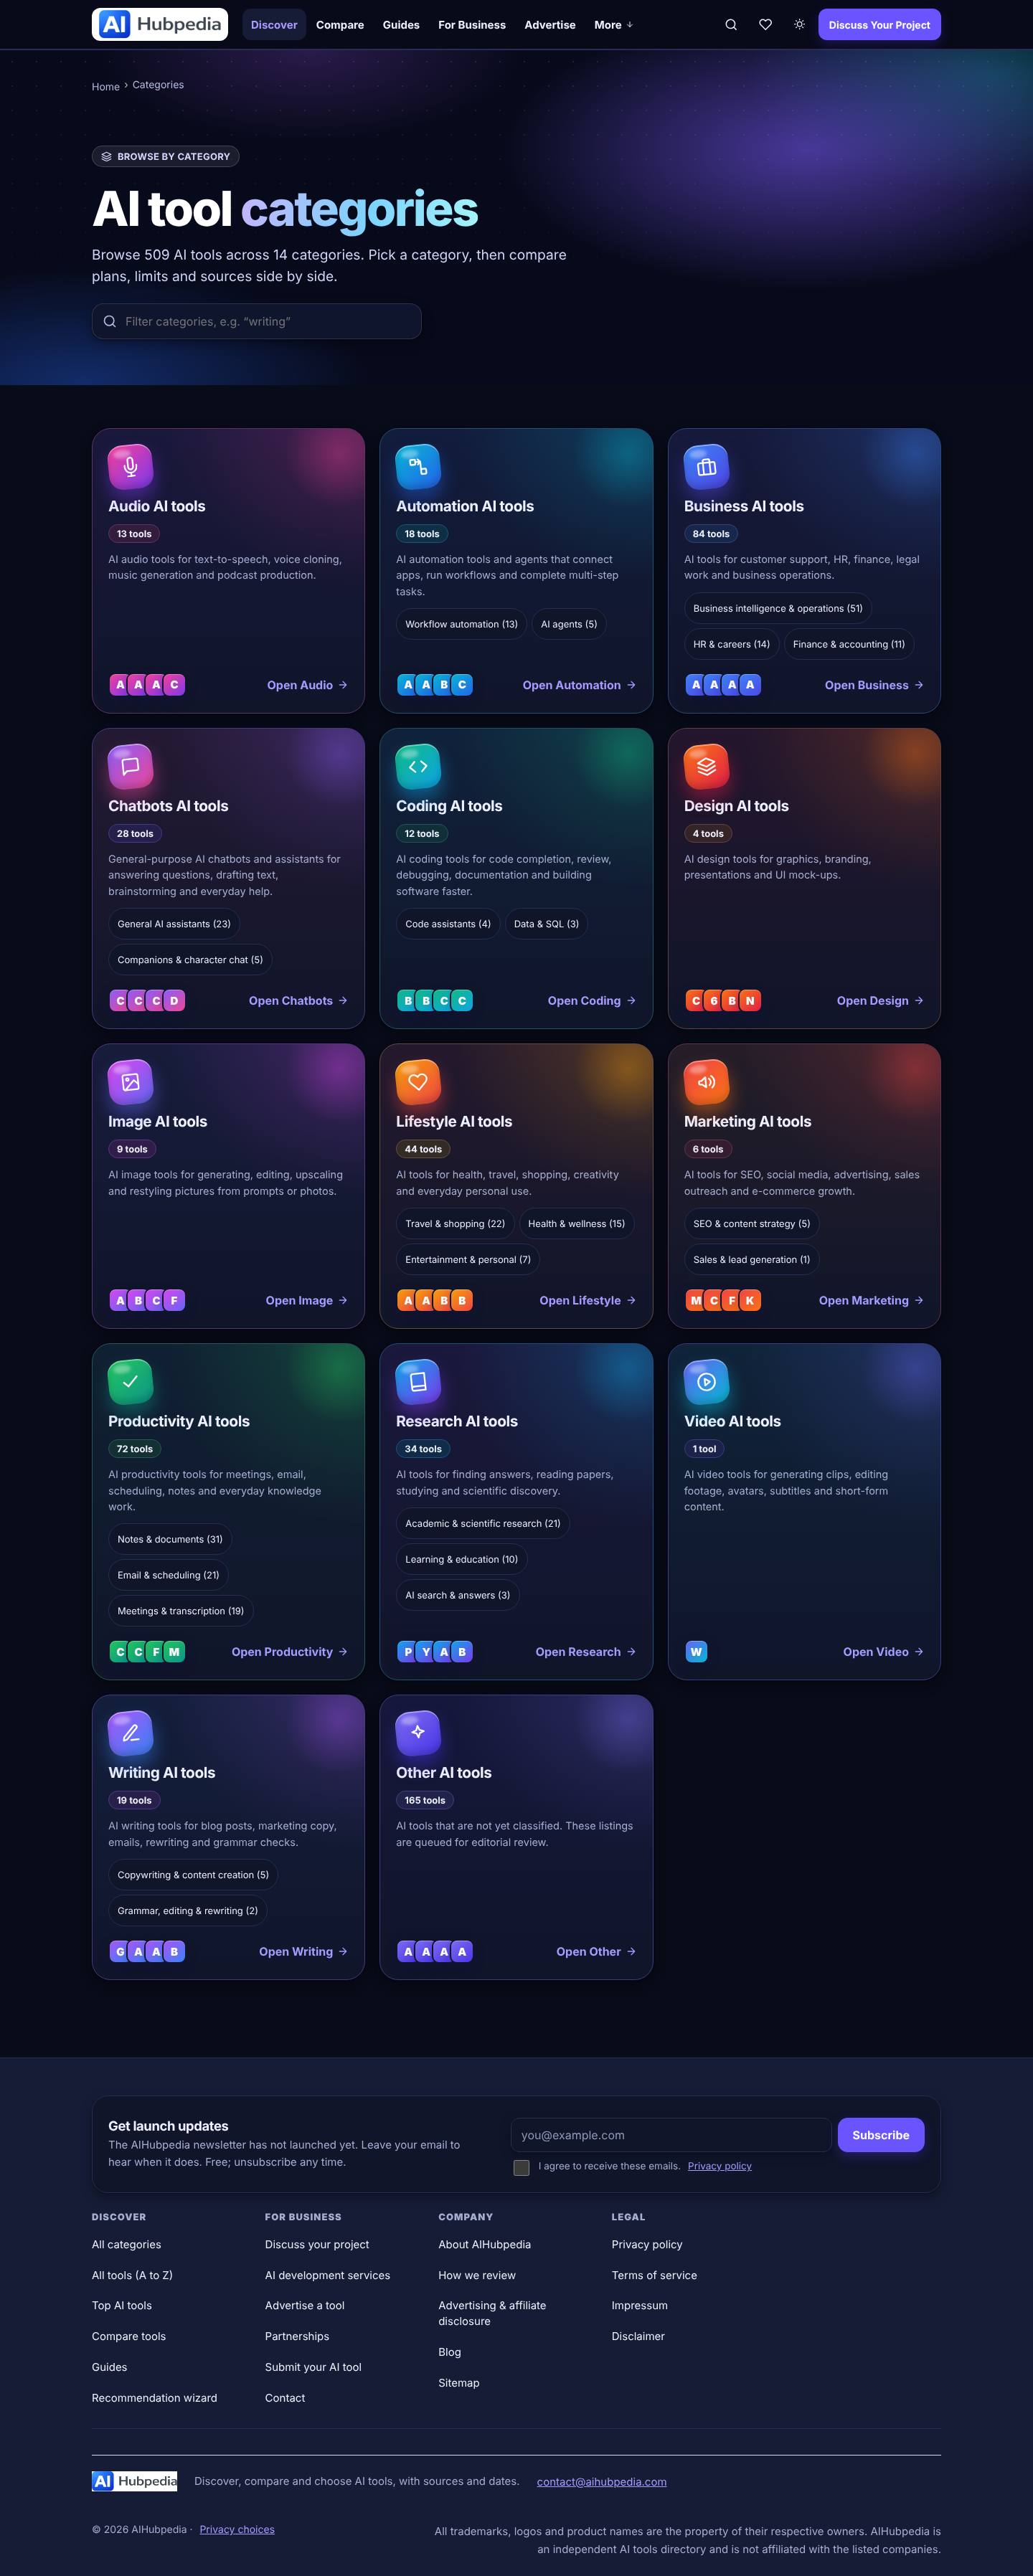 AI Hubpedia
Discover
Compare
Guides
For Business
Advertise
More
Discuss Your Project
Home › Categories
BROWSE BY CATEGORY
AI tool categories
Browse 509 AI tools across 14 categories. Pick a category, then compare
plans, limits and sources side by side.
Filter categories, e.g. “writing”
Audio AI tools
13 tools
AI audio tools for text-to-speech, voice cloning,
music generation and podcast production.
A A A C
Open Audio →
Automation AI tools
18 tools
AI automation tools and agents that connect
apps, run workflows and complete multi-step
tasks.
Workflow automation (13)
AI agents (5)
A A B C
Open Automation →
Business AI tools
84 tools
AI tools for customer support, HR, finance, legal
work and business operations.
Business intelligence & operations (51)
HR & careers (14)
Finance & accounting (11)
A A A A
Open Business →
Chatbots AI tools
28 tools
General-purpose AI chatbots and assistants for
answering questions, drafting text,
brainstorming and everyday help.
General AI assistants (23)
Companions & character chat (5)
C C C D
Open Chatbots →
Coding AI tools
12 tools
AI coding tools for code completion, review,
debugging, documentation and building
software faster.
Code assistants (4)
Data & SQL (3)
B B C C
Open Coding →
Design AI tools
4 tools
AI design tools for graphics, branding,
presentations and UI mock-ups.
C 6 B N
Open Design →
Image AI tools
9 tools
AI image tools for generating, editing, upscaling
and restyling pictures from prompts or photos.
A B C F
Open Image →
Lifestyle AI tools
44 tools
AI tools for health, travel, shopping, creativity
and everyday personal use.
Travel & shopping (22)
Health & wellness (15)
Entertainment & personal (7)
A A B B
Open Lifestyle →
Marketing AI tools
6 tools
AI tools for SEO, social media, advertising, sales
outreach and e-commerce growth.
SEO & content strategy (5)
Sales & lead generation (1)
M C F K
Open Marketing →
Productivity AI tools
72 tools
AI productivity tools for meetings, email,
scheduling, notes and everyday knowledge
work.
Notes & documents (31)
Email & scheduling (21)
Meetings & transcription (19)
C C F M
Open Productivity →
Research AI tools
34 tools
AI tools for finding answers, reading papers,
studying and scientific discovery.
Academic & scientific research (21)
Learning & education (10)
AI search & answers (3)
P Y A B
Open Research →
Video AI tools
1 tool
AI video tools for generating clips, editing
footage, avatars, subtitles and short-form
content.
W
Open Video →
Writing AI tools
19 tools
AI writing tools for blog posts, marketing copy,
emails, rewriting and grammar checks.
Copywriting & content creation (5)
Grammar, editing & rewriting (2)
G A A B
Open Writing →
Other AI tools
165 tools
AI tools that are not yet classified. These listings
are queued for editorial review.
A A A A
Open Other →
Get launch updates
The AIHubpedia newsletter has not launched yet. Leave your email to
hear when it does. Free; unsubscribe any time.
you@example.com
Subscribe
I agree to receive these emails. Privacy policy
DISCOVER
All categories
All tools (A to Z)
Top AI tools
Compare tools
Guides
Recommendation wizard
FOR BUSINESS
Discuss your project
AI development services
Advertise a tool
Partnerships
Submit your AI tool
Contact
COMPANY
About AIHubpedia
How we review
Advertising & affiliate
disclosure
Blog
Sitemap
LEGAL
Privacy policy
Terms of service
Impressum
Disclaimer
AI Hubpedia
Discover, compare and choose AI tools, with sources and dates.
contact@aihubpedia.com
© 2026 AIHubpedia · Privacy choices
All trademarks, logos and product names are the property of their respective owners. AIHubpedia is
an independent AI tools directory and is not affiliated with the listed companies.